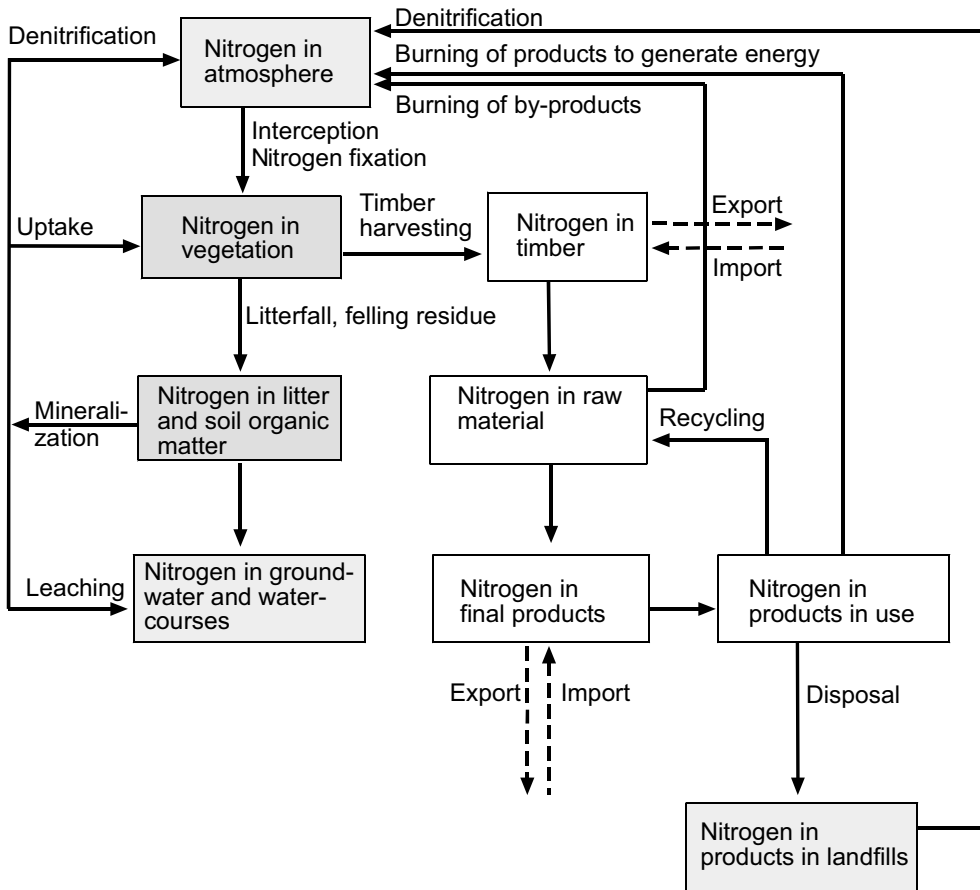 Denitrification
Denitrification
Nitrogen in
atmosphere
Burning of products to generate energy
Burning of by-products
Interception
Nitrogen fixation
Uptake
Nitrogen in
vegetation
Timber
harvesting
Nitrogen in
timber
Export
Import
Litterfall, felling residue
Minerali-
zation
Nitrogen in litter
and soil organic
matter
Nitrogen in raw
material
Recycling
Leaching
Nitrogen in ground-
water and water-
courses
Nitrogen in
final products
Nitrogen in
products in use
Export
Import
Disposal
Nitrogen in
products in landfills